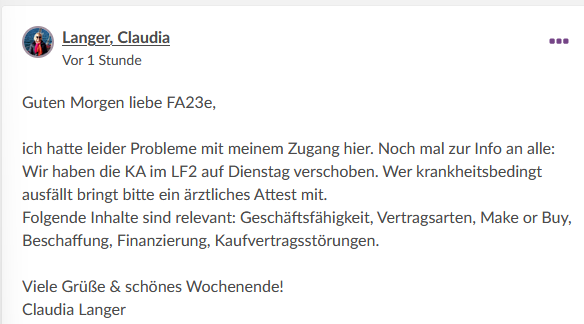 Langer, Claudia
Vor 1 Stunde
Guten Morgen liebe FA23e,
ich hatte leider Probleme mit meinem Zugang hier. Noch mal zur Info an alle:
Wir haben die KA im LF2 auf Dienstag verschoben. Wer krankheitsbedingt
ausfällt bringt bitte ein ärztliches Attest mit.
Folgende Inhalte sind relevant: Geschäftsfähigkeit, Vertragsarten, Make or Buy,
Beschaffung, Finanzierung, Kaufvertragsstörungen.
Viele Grüße & schönes Wochenende!
Claudia Langer